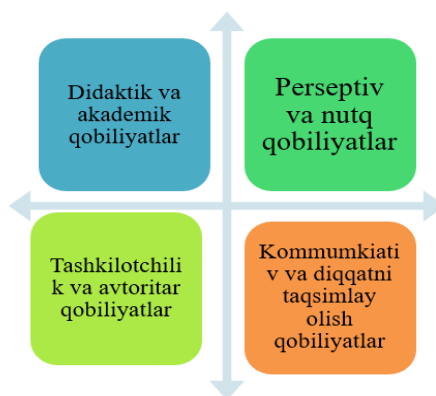 Didaktik va
akademik
qobiliyatlar
Perseptiv
va nutq
qobiliyatlar
Tashkilotchili
k va avtoritar
qobiliyatlar
Kommumkiati
v va diqqatni
taqsimlay
olish
qobiliyatlar